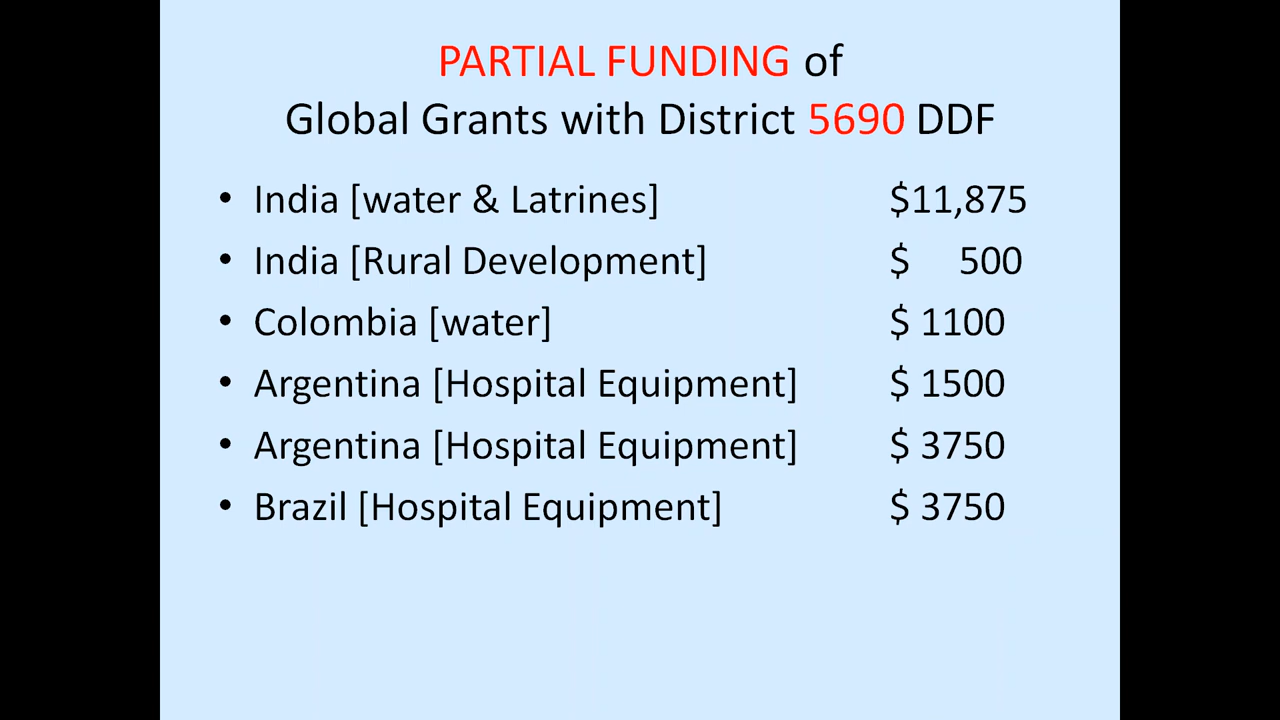 PARTIAL FUNDING of
Global Grants with District 5690 DDF
• India [water & Latrines] $11,875
• India [Rural Development] $ 500
• Colombia [water] $ 1100
• Argentina [Hospital Equipment] $ 1500
• Argentina [Hospital Equipment] $ 3750
• Brazil [Hospital Equipment] $ 3750